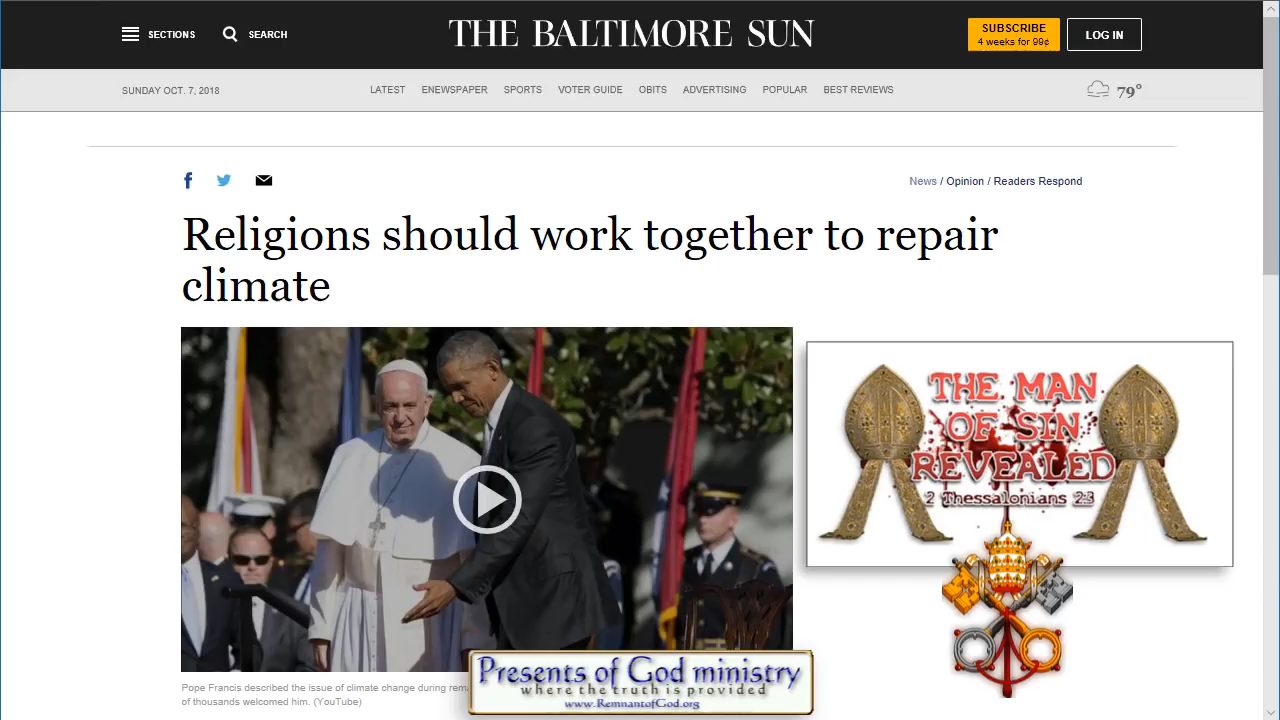 SECTIONS
SEARCH
THE BALTIMORE SUN
SUBSCRIBE
4 weeks for 99¢
LOG IN
SUNDAY OCT. 7, 2018
LATEST ENEWSPAPER SPORTS VOTER GUIDE OBITS ADVERTISING POPULAR BEST REVIEWS
79°
News / Opinion / Readers Respond
Religions should work together to repair
climate
THE MAN
OF SIN
REVEALED
2 Thessalonians 2:3
Pope Francis described the issue of climate change during
of thousands welcomed him. (YouTube)
Presents of God ministry
where the truth is provided
www.RemnantofGod.org